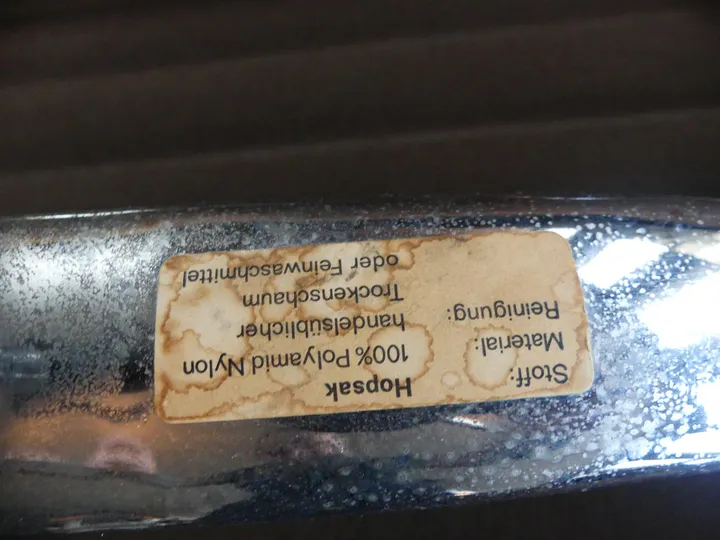 Stoff: Hopsak
Material: 100% Polyamid Nylon
Reinigung: handelsüblicher
Trockenschaum
oder Feinwaschmittel